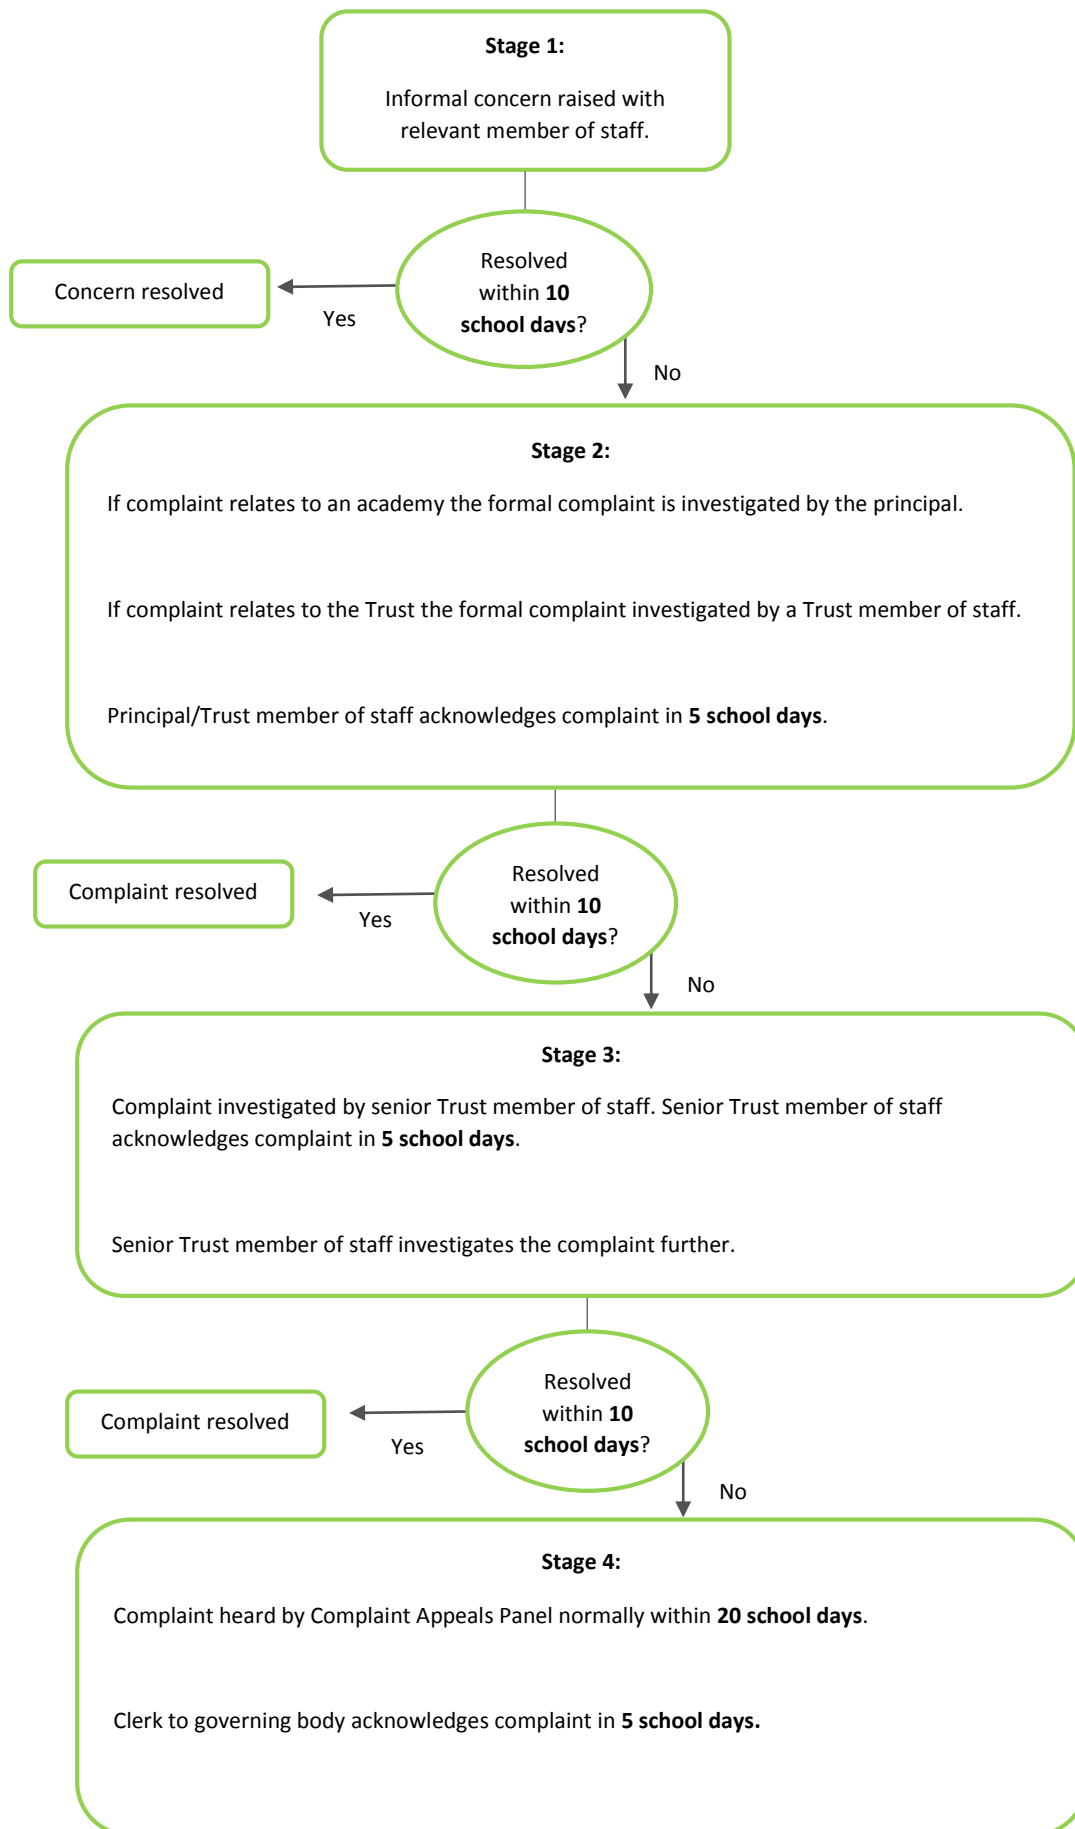 Stage 1:
Informal concern raised with
relevant member of staff.
Resolved
within 10
school days?
Concern resolved
Yes
No
Stage 2:
If complaint relates to an academy the formal complaint is investigated by the principal.
If complaint relates to the Trust the formal complaint investigated by a Trust member of staff.
Principal/Trust member of staff acknowledges complaint in 5 school days.
Resolved
within 10
school days?
Complaint resolved
Yes
No
Stage 3:
Complaint investigated by senior Trust member of staff. Senior Trust member of staff
acknowledges complaint in 5 school days.
Senior Trust member of staff investigates the complaint further.
Resolved
within 10
school days?
Complaint resolved
Yes
No
Stage 4:
Complaint heard by Complaint Appeals Panel normally within 20 school days.
Clerk to governing body acknowledges complaint in 5 school days.